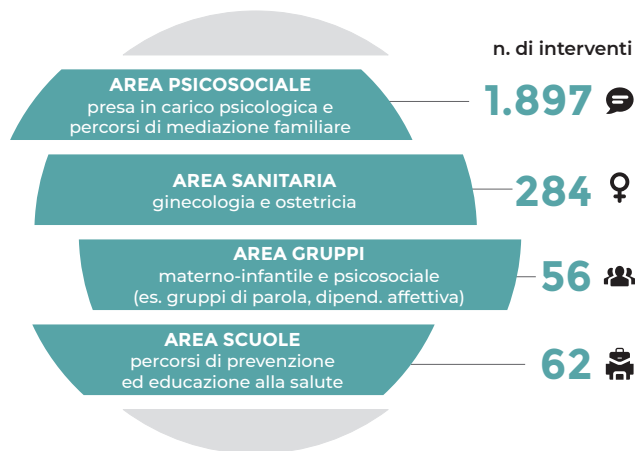 n. di interventi
AREA PSICOSOCIALE
presa in carico psicologica e
percorsi di mediazione familiare
1.897
AREA SANITARIA
ginecologia e ostetricia
284
AREA GRUPPI
materno-infantile e psicosociale
(es. gruppi di parola, dipend. affettiva)
56
AREA SCUOLE
percorsi di prevenzione
ed educazione alla salute
62